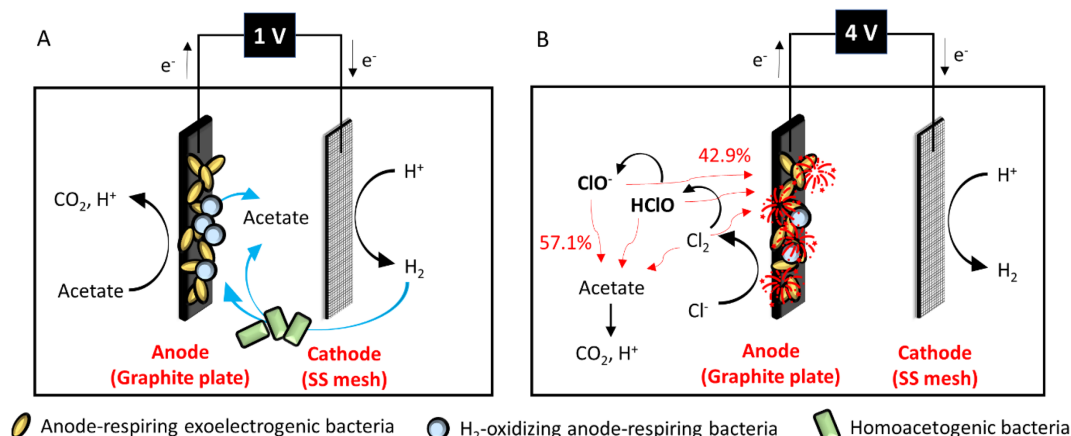 A
1 V
e⁻
e⁻
CO₂, H⁺
Acetate
Acetate
H⁺
H₂
Anode
(Graphite plate)
Cathode
(SS mesh)
B
4 V
e⁻
e⁻
42.9%
ClO⁻
HClO
57.1%
Cl₂
Acetate
Cl⁻
CO₂, H⁺
H⁺
H₂
Anode
(Graphite plate)
Cathode
(SS mesh)
Anode-respiring exoelectrogenic bacteria
H₂-oxidizing anode-respiring bacteria
Homoacetogenic bacteria